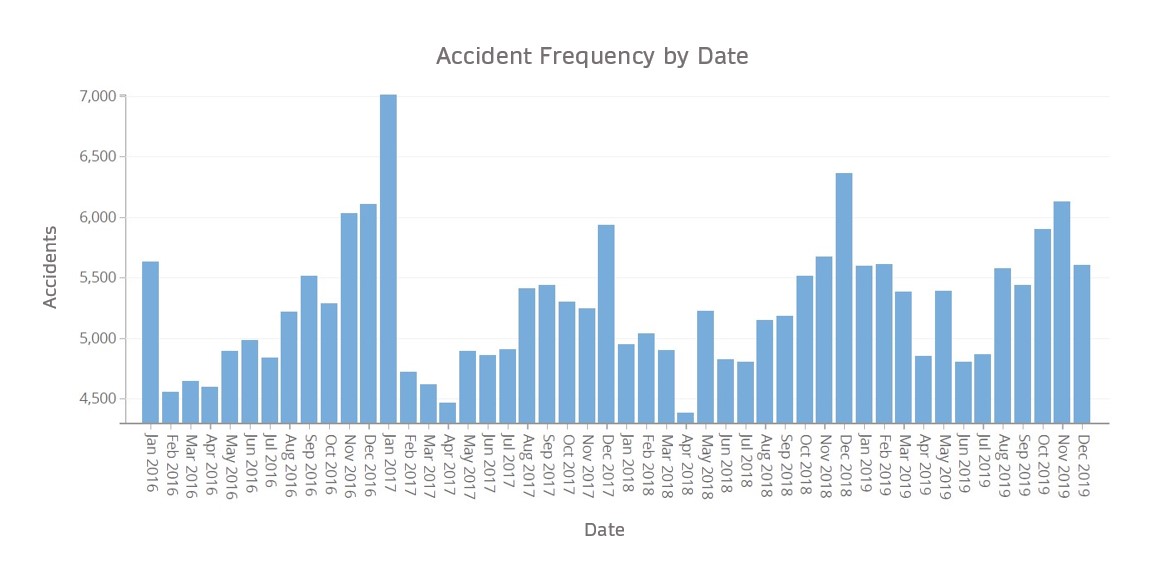 Accident Frequency by Date
Accidents
7,000
6,500
6,000
5,500
5,000
4,500
Jan 2016
Feb 2016
Mar 2016
Apr 2016
May 2016
Jun 2016
Jul 2016
Aug 2016
Sep 2016
Oct 2016
Nov 2016
Dec 2016
Jan 2017
Feb 2017
Mar 2017
Apr 2017
May 2017
Jun 2017
Jul 2017
Aug 2017
Sep 2017
Oct 2017
Nov 2017
Dec 2017
Jan 2018
Feb 2018
Mar 2018
Apr 2018
May 2018
Jun 2018
Jul 2018
Aug 2018
Sep 2018
Oct 2018
Nov 2018
Dec 2018
Jan 2019
Feb 2019
Mar 2019
Apr 2019
May 2019
Jun 2019
Jul 2019
Aug 2019
Sep 2019
Oct 2019
Nov 2019
Dec 2019
Date